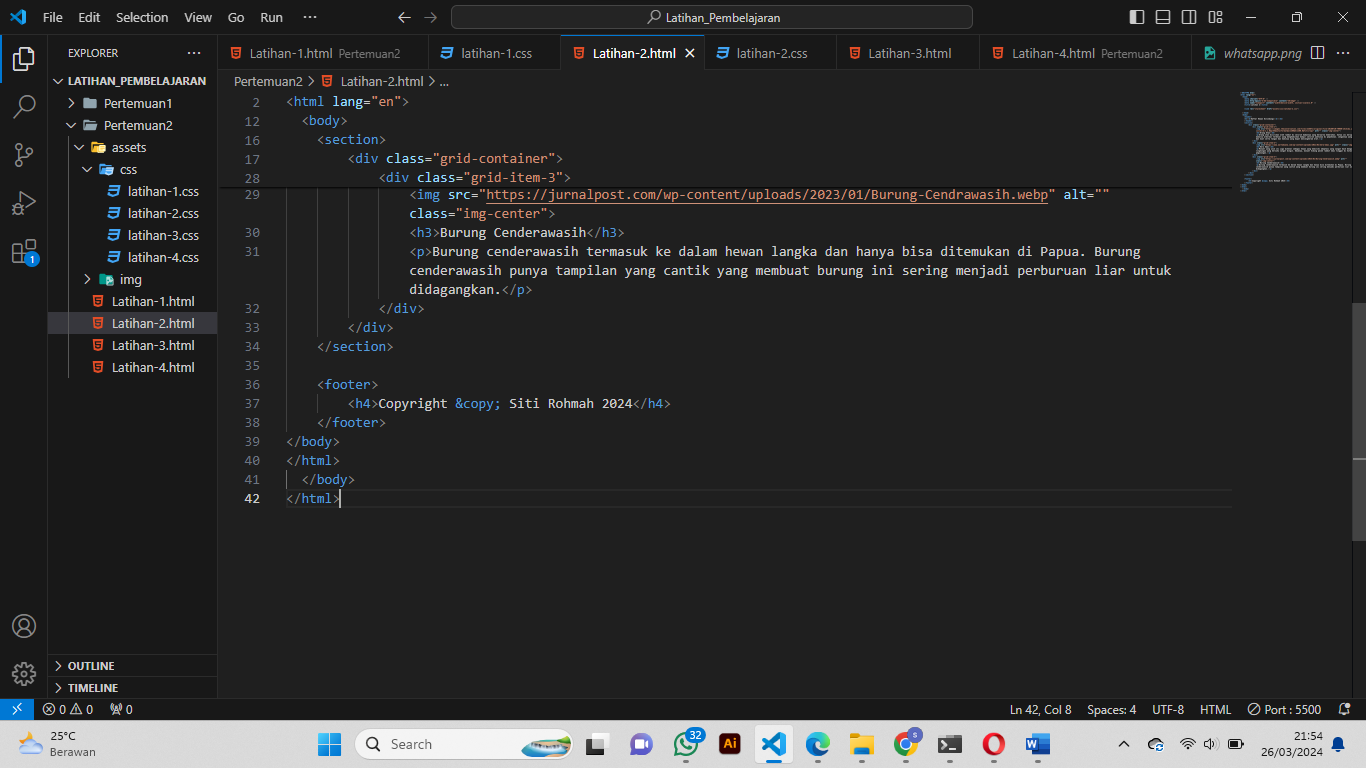 File Edit Selection View Go Run ··· Latihan_Pembelajaran
EXPLORER ···
LATIHAN_PEMBELAJARAN
Pertemuan1
Pertemuan2
assets
css
latihan-1.css
latihan-2.css
latihan-3.css
latihan-4.css
img
Latihan-1.html
Latihan-2.html
Latihan-3.html
Latihan-4.html
OUTLINE
TIMELINE
1
Latihan-1.html Pertemuan2 latihan-1.css Latihan-2.html latihan-2.css Latihan-3.html Latihan-4.html Pertemuan2 whatsapp.png ···
Pertemuan2 > Latihan-2.html > ...
2 <html lang="en">
12 <body>
16 <section>
17 <div class="grid-container">
28 <div class="grid-item-3">
29 <img src="https://jurnalpost.com/wp-content/uploads/2023/01/Burung-Cendrawasih.webp" alt=""
class="img-center">
30 <h3>Burung Cenderawasih</h3>
31 <p>Burung cenderawasih termasuk ke dalam hewan langka dan hanya bisa ditemukan di Papua. Burung
cenderawasih punya tampilan yang cantik yang membuat burung ini sering menjadi perburuan liar untuk
didagangkan.</p>
32 </div>
33 </div>
34 </section>
35
36 <footer>
37 <h4>Copyright &copy; Siti Rohmah 2024</h4>
38 </footer>
39 </body>
40 </html>
41 </body>
42 </html>
0 0 0 Ln 42, Col 8 Spaces: 4 UTF-8 HTML Port : 5500
25°C
Berawan
Search
32
Ai
S
W
21:54
26/03/2024